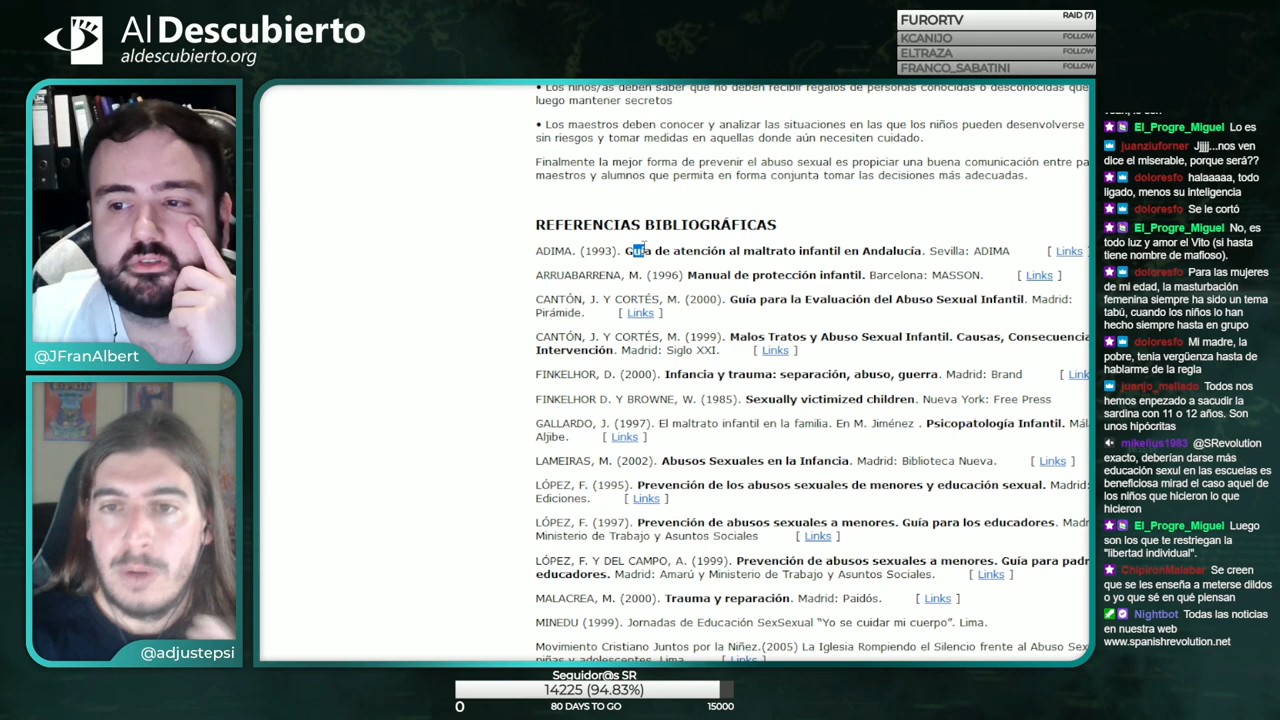 Al Descubierto
aldescubierto.org
FURORTV RAID (7)
KCANIJO FOLLOW
ELTRAZA FOLLOW
FRANCO_SABATINI FOLLOW
@JFranAlbert
@adjustepsi
• Los niños/as deben saber que no deben recibir regalos de personas conocidas o desconocidas que
luego mantener secretos
• Los maestros deben conocer y analizar las situaciones en las que los niños pueden desenvolverse
sin riesgos y tomar medidas en aquellas donde aún necesiten cuidado.
Finalmente la mejor forma de prevenir el abuso sexual es propiciar una buena comunicación entre pa
maestros y alumnos que permita en forma conjunta tomar las decisiones más adecuadas.
REFERENCIAS BIBLIOGRÁFICAS
ADIMA. (1993). Guía de atención al maltrato infantil en Andalucía. Sevilla: ADIMA [ Links ]
ARRUABARRENA, M. (1996) Manual de protección infantil. Barcelona: MASSON. [ Links ]
CANTÓN, J. Y CORTÉS, M. (2000). Guía para la Evaluación del Abuso Sexual Infantil. Madrid:
Pirámide. [ Links ]
CANTÓN, J. Y CORTÉS, M. (1999). Malos Tratos y Abuso Sexual Infantil. Causas, Consecuencia
Intervención. Madrid: Siglo XXI. [ Links ]
FINKELHOR, D. (2000). Infancia y trauma: separación, abuso, guerra. Madrid: Brand [ Link
FINKELHOR D. Y BROWNE, W. (1985). Sexually victimized children. Nueva York: Free Press
GALLARDO, J. (1997). El maltrato infantil en la familia. En M. Jiménez . Psicopatología Infantil. Mál
Aljibe. [ Links ]
LAMEIRAS, M. (2002). Abusos Sexuales en la Infancia. Madrid: Biblioteca Nueva. [ Links ]
LÓPEZ, F. (1995). Prevención de los abusos sexuales de menores y educación sexual. Madrid:
Ediciones. [ Links ]
LÓPEZ, F. (1997). Prevención de abusos sexuales a menores. Guía para los educadores. Madr
Ministerio de Trabajo y Asuntos Sociales [ Links ]
LÓPEZ, F. Y DEL CAMPO, A. (1999). Prevención de abusos sexuales a menores. Guía para padr
educadores. Madrid: Amarú y Ministerio de Trabajo y Asuntos Sociales. [ Links ]
MALACREA, M. (2000). Trauma y reparación. Madrid: Paidós. [ Links ]
MINEDU (1999). Jornadas de Educación SexSexual "Yo se cuidar mi cuerpo". Lima.
Movimiento Cristiano Juntos por la Niñez.(2005) La Iglesia Rompiendo el Silencio frente al Abuso Sex
niñas y adolescentes. Lima. [ Links ]
El_Progre_Miguel Lo es
juanziuforner Jjjjj...nos ven
dice el miserable, porque será??
doloresfo halaaaaa, todo
ligado, menos su inteligencia
doloresfo Se le cortó
El_Progre_Miguel No, es
todo luz y amor el Vito (si hasta
tiene nombre de mafioso).
doloresfo Para las mujeres
de mi edad, la masturbación
femenina siempre ha sido un tema
tabú, cuando los niños lo han
hecho siempre hasta en grupo
doloresfo Mi madre, la
pobre, tenia vergüenza hasta de
hablarme de la regla
juanjo_mellado Todos nos
hemos enpezado a sacudir la
sardina con 11 o 12 años. Son
unos hipócritas
mikelius1983 @SRevolution
exacto, deberían darse más
educación sexul en las escuelas es
beneficiosa mirad el caso aquel de
los niños que hicieron lo que
hicieron
El_Progre_Miguel Luego
son los que te restriegan la
"libertad individual".
ChipironMalabar Se creen
que se les enseña a meterse dildos
o yo que sé en qué piensan
Nightbot Todas las noticias
en nuestra web
www.spanishrevolution.net
Seguidor@s SR
14225 (94.83%)
0 80 DAYS TO GO 15000